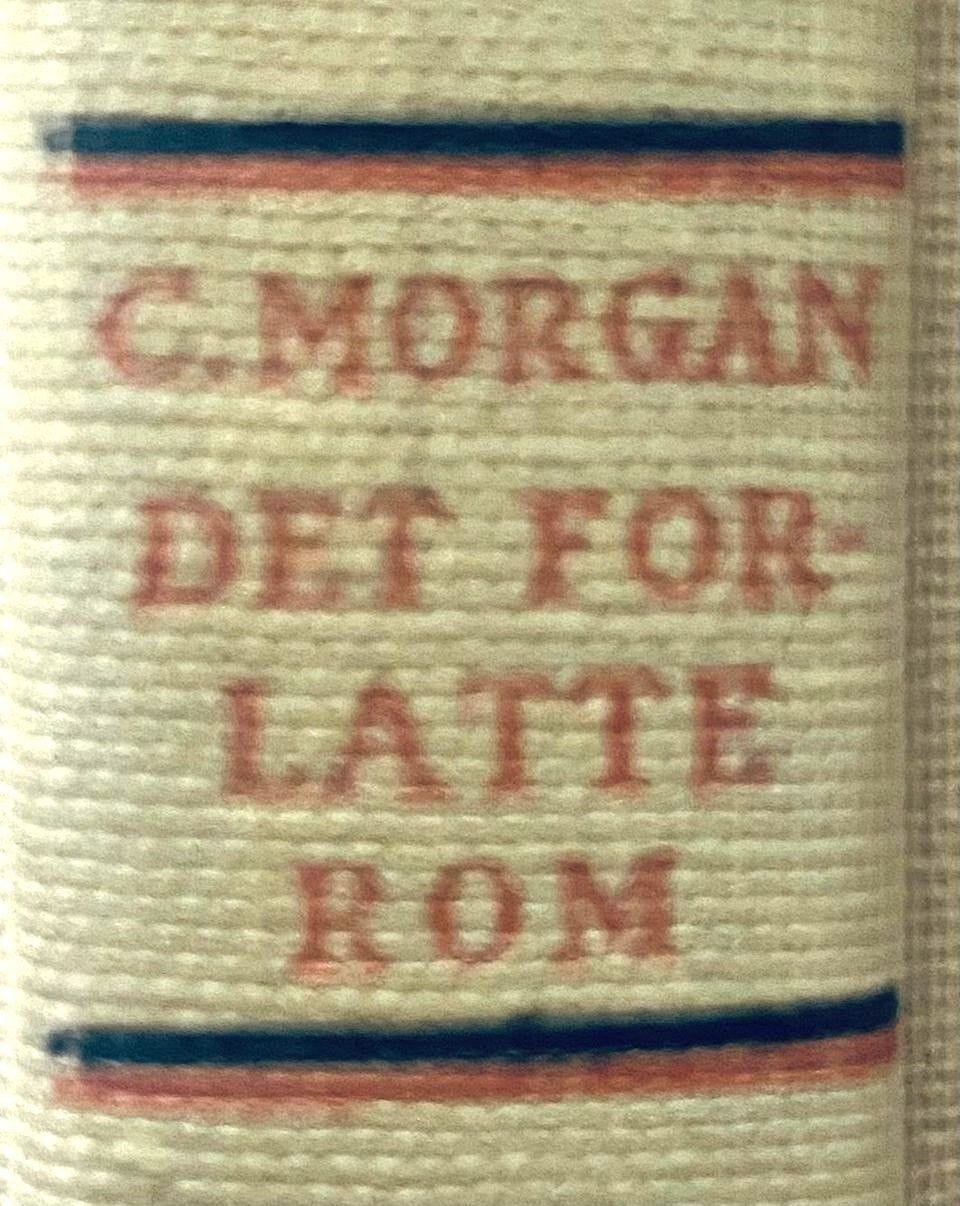 C. MORGAN
DET FOR-
LATTE
ROM